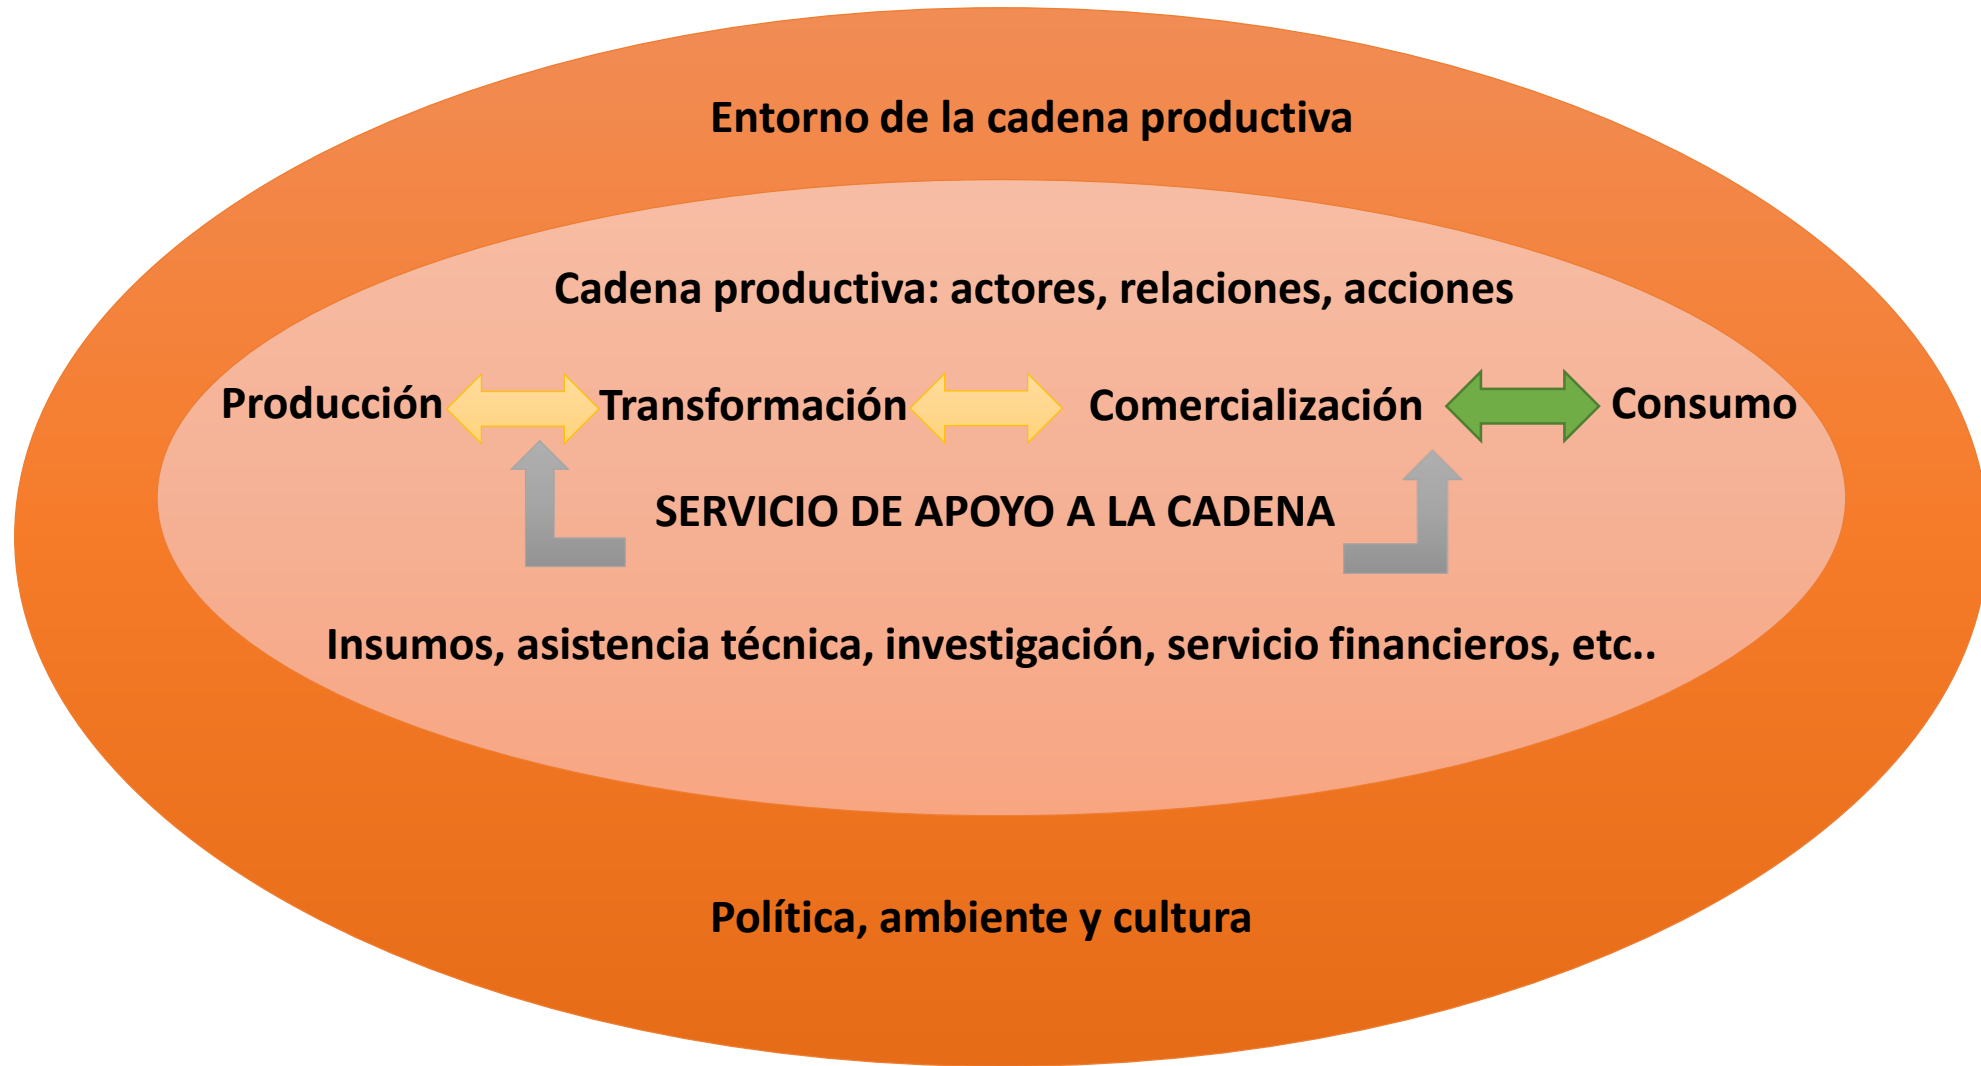 Entorno de la cadena productiva
Cadena productiva: actores, relaciones, acciones
Producción Transformación Comercialización Consumo
SERVICIO DE APOYO A LA CADENA
Insumos, asistencia técnica, investigación, servicio financieros, etc..
Política, ambiente y cultura